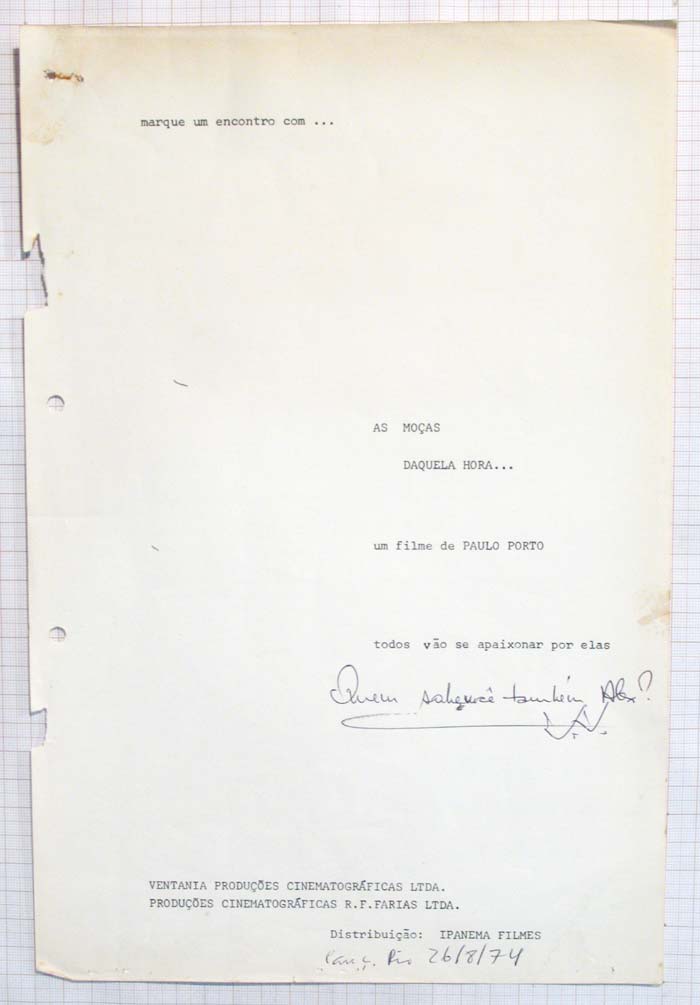 marque um encontro com ...
AS MOÇAS
DAQUELA HORA...
um filme de PAULO PORTO
todos vão se apaixonar por elas
Quem sabe você também, Alex?
VENTANIA PRODUÇÕES CINEMATOGRÁFICAS LTDA.
PRODUÇÕES CINEMATOGRÁFICAS R.F.FARIAS LTDA.
Distribuição: IPANEMA FILMES
Lanç. Rio 26/8/74